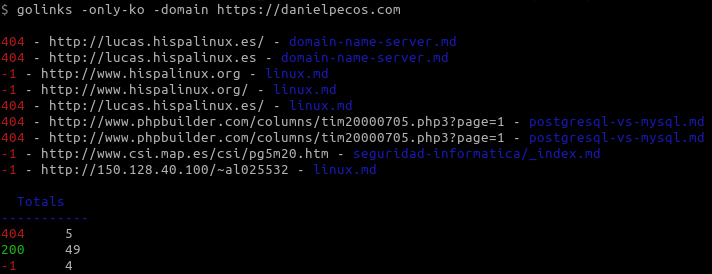 $ golinks -only-ko -domain https://danielpecos.com
404 - http://lucas.hispalinux.es/ - domain-name-server.md
404 - http://lucas.hispalinux.es - domain-name-server.md
-1 - http://www.hispalinux.org - linux.md
-1 - http://www.hispalinux.org/ - linux.md
404 - http://lucas.hispalinux.es/ - linux.md
404 - http://www.phpbuilder.com/columns/tim20000705.php3?page=1 - postgresql-vs-mysql.md
404 - http://www.phpbuilder.com/columns/tim20000705.php3?page=1 - postgresql-vs-mysql.md
-1 - http://www.csi.map.es/csi/pg5m20.htm - seguridad-informatica/_index.md
-1 - http://150.128.40.100/~al025532 - linux.md
Totals
-----------
404 5
200 49
-1 4